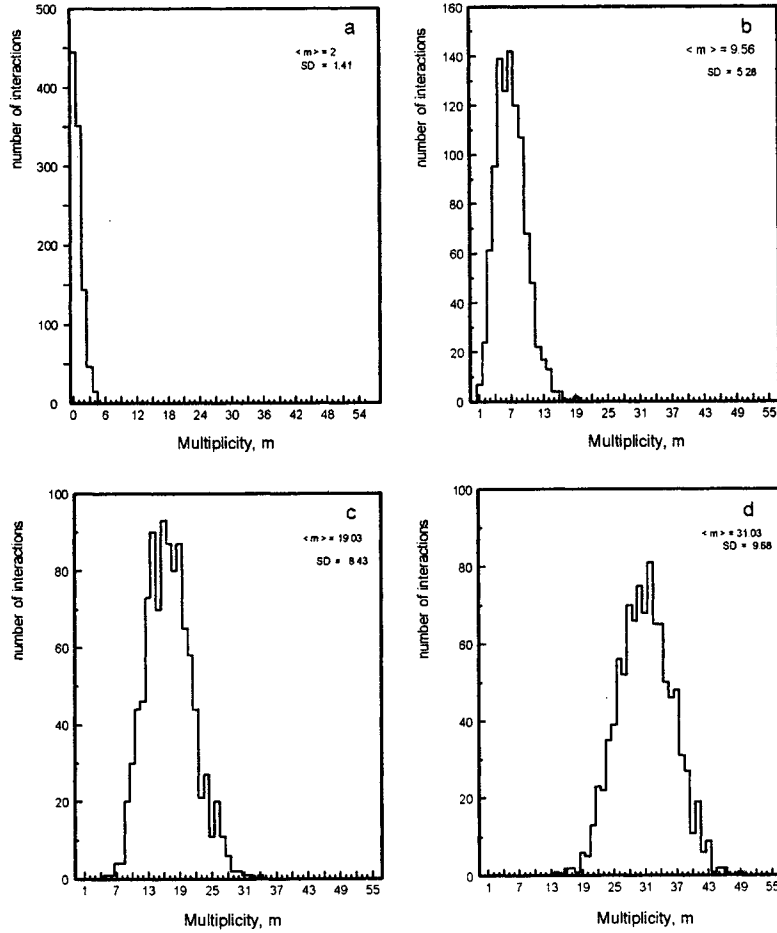 a
< m > = 2
SD = 1.41
number of interactions
500
400
300
200
100
0
0 6 12 18 24 30 36 42 48 54
Multiplicity, m
b
< m > = 9.56
SD = 5.28
number of interactions
160
140
120
100
80
60
40
20
0
1 7 13 19 25 31 37 43 49 55
Multiplicity, m
c
< m > = 19.03
SD = 8.43
number of interactions
100
80
60
40
20
0
1 7 13 19 25 31 37 43 49 55
Multiplicity, m
d
< m > = 31.03
SD = 9.68
number of interactions
100
80
60
40
20
0
1 7 13 19 25 31 37 43 49 55
Multiplicity, m